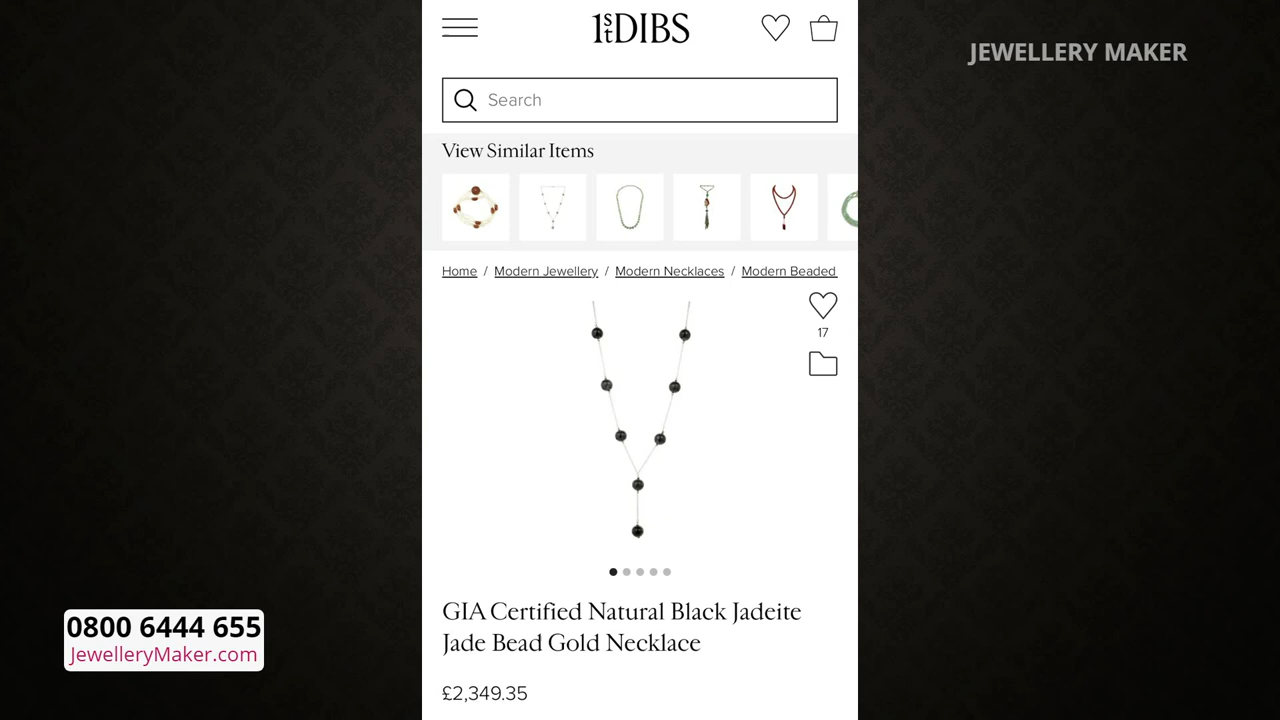 1stDIBS
JEWELLERY MAKER
Search
View Similar Items
Home / Modern Jewellery / Modern Necklaces / Modern Beaded
17
GIA Certified Natural Black Jadeite
Jade Bead Gold Necklace
£2,349.35
0800 6444 655
JewelleryMaker.com